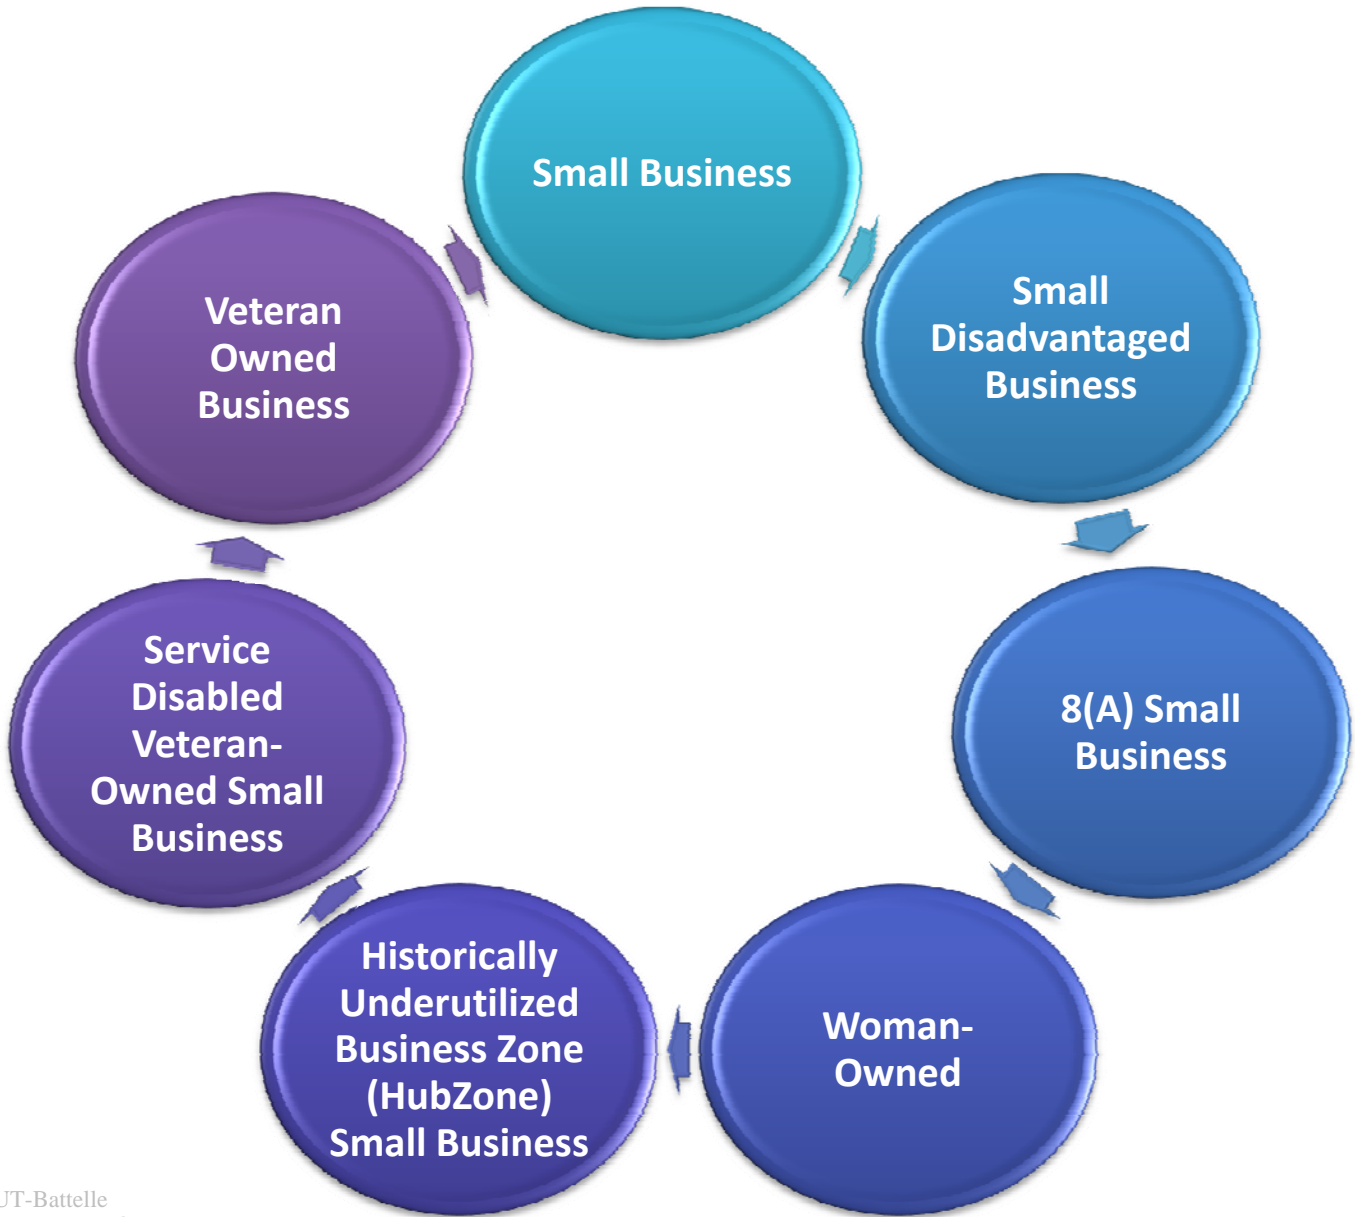 Small Business
Small
Disadvantaged
Business
8(A) Small
Business
Woman-
Owned
Historically
Underutilized
Business Zone
(HubZone)
Small Business
Service
Disabled
Veteran-
Owned Small
Business
Veteran
Owned
Business
UT-Battelle